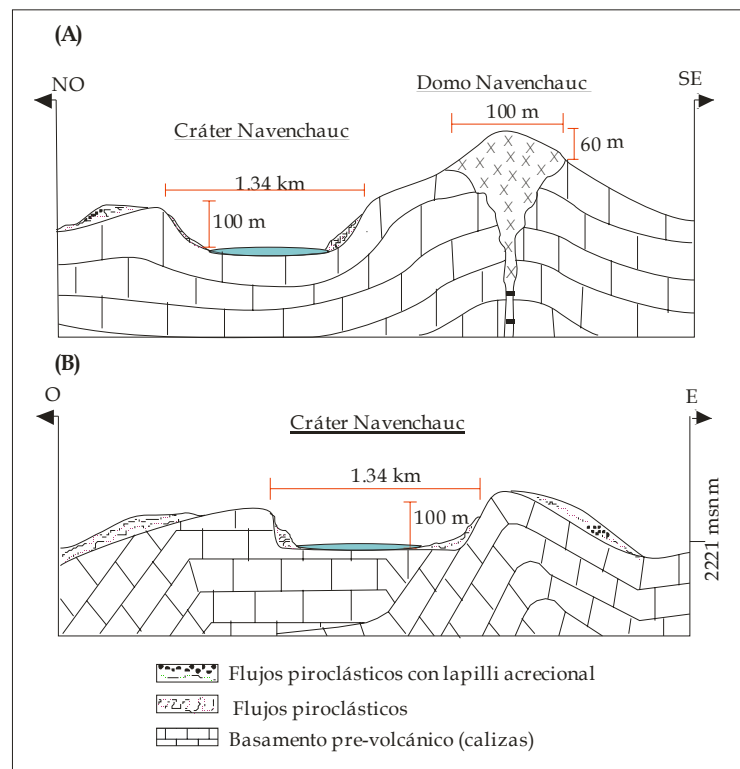 (A)
NO
SE
Domo Navenchauc
100 m
60 m
Cráter Navenchauc
1.34 km
100 m
(B)
O
E
Cráter Navenchauc
1.34 km
100 m
2221 msnm
Flujos piroclásticos con lapilli acrecional
Flujos piroclásticos
Basamento pre-volcánico (calizas)